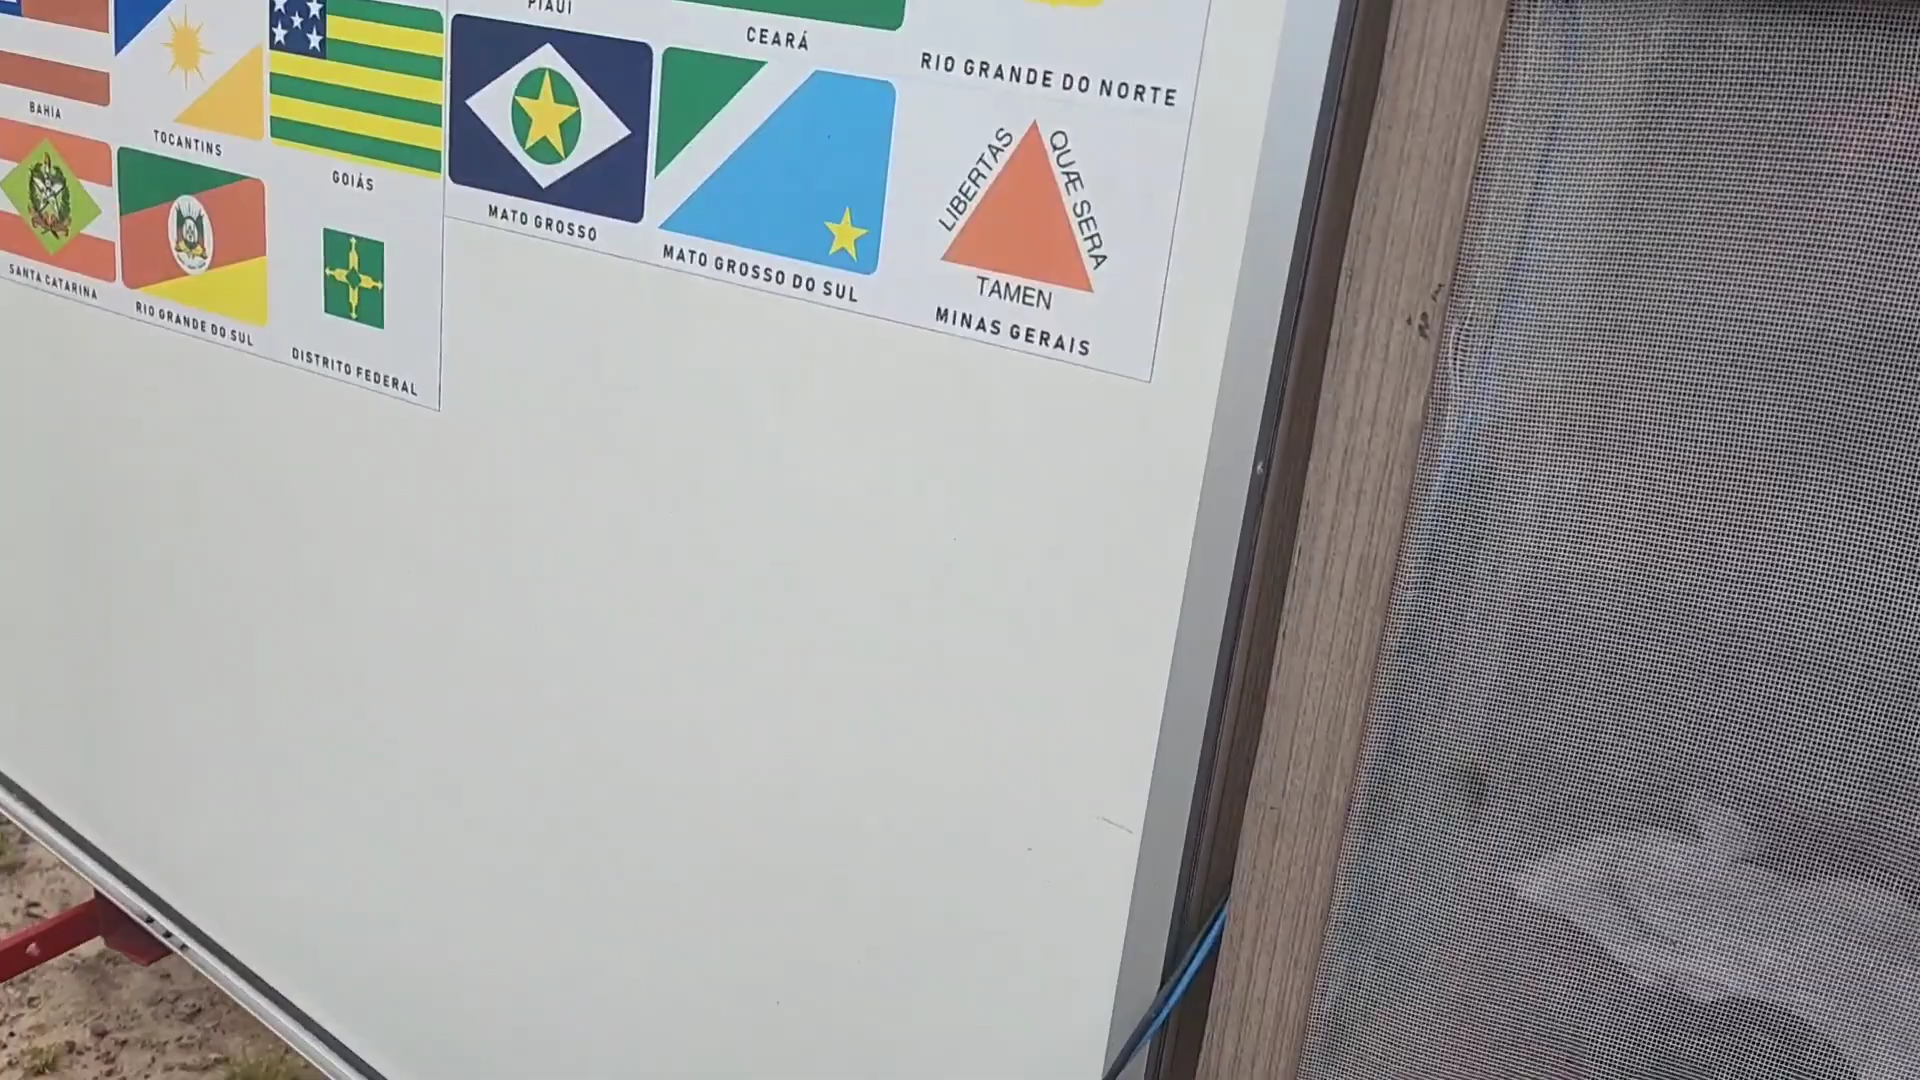 PIAUÍ
CEARÁ
RIO GRANDE DO NORTE
BAHIA
TOCANTINS
GOIÁS
MATO GROSSO
MATO GROSSO DO SUL
LIBERTAS
QUÆ SERA
TAMEN
MINAS GERAIS
SANTA CATARINA
RIO GRANDE DO SUL
DISTRITO FEDERAL